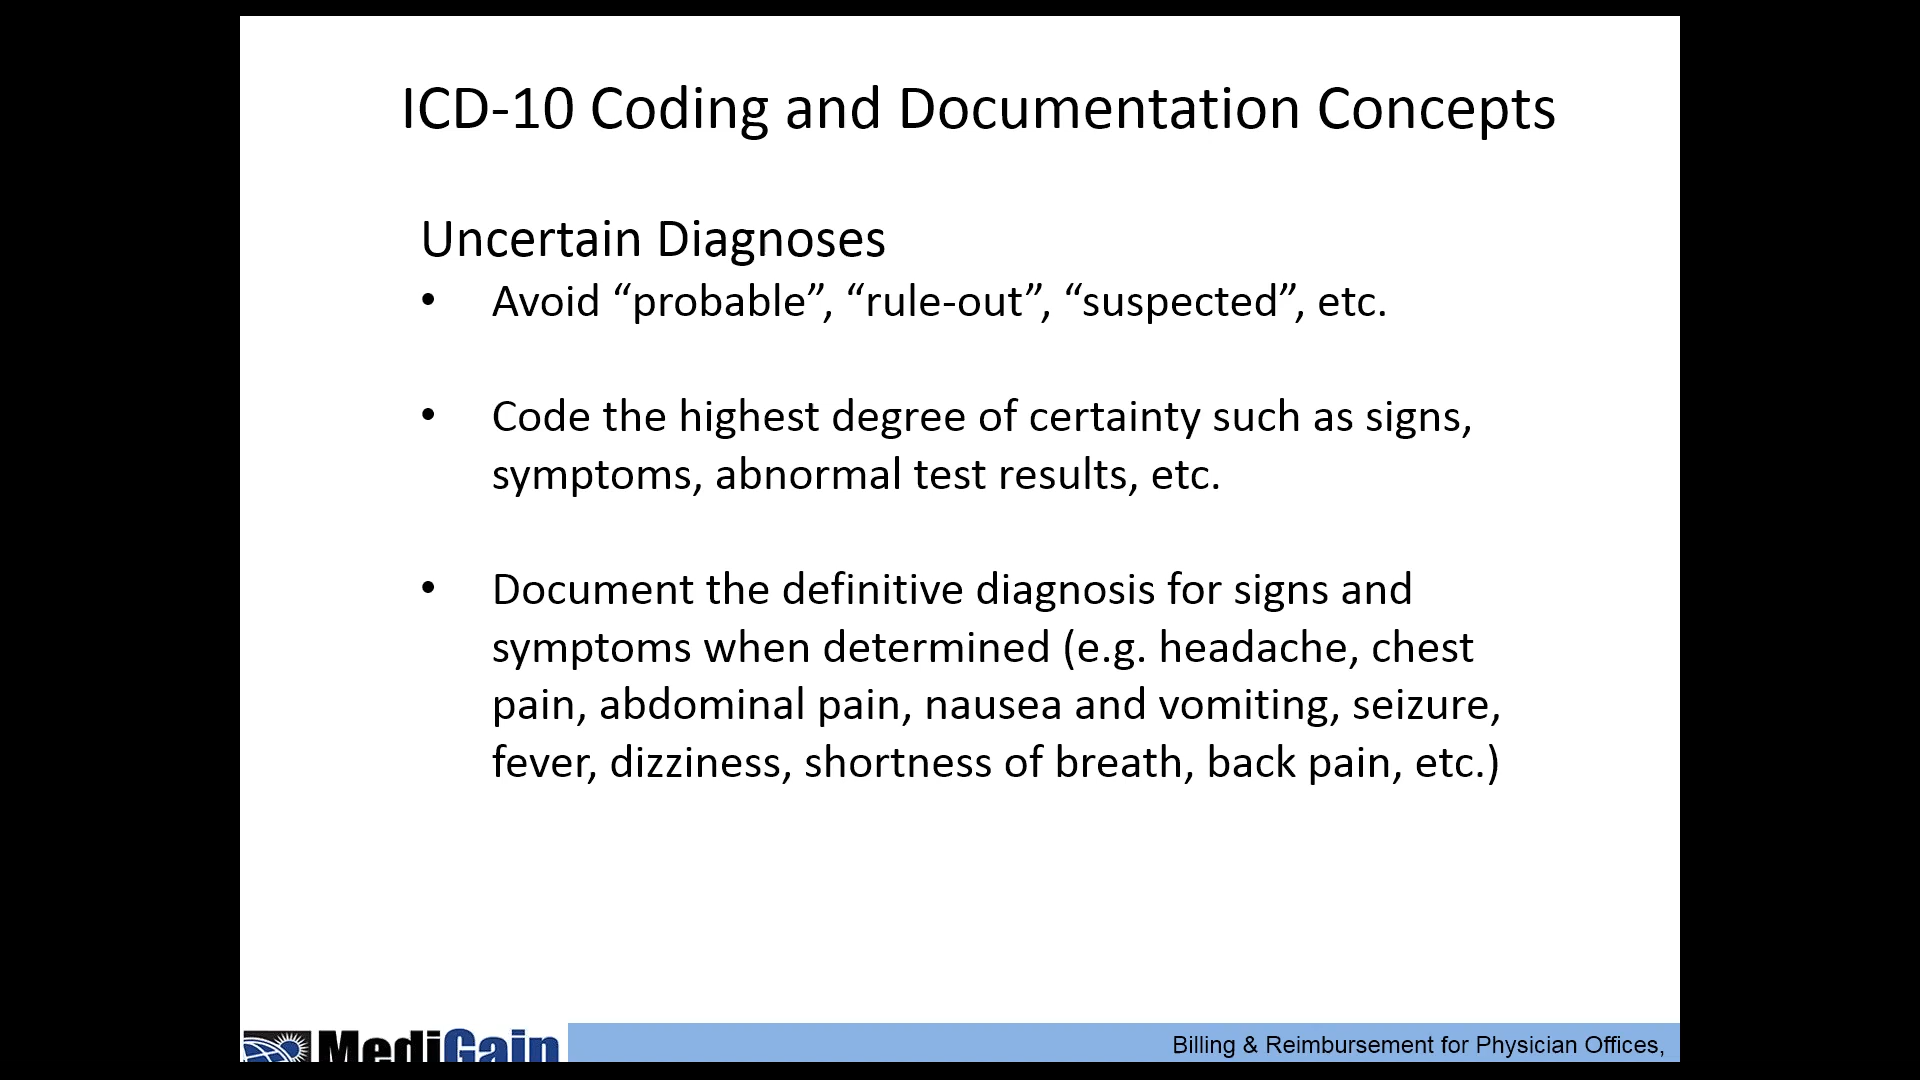 ICD-10 Coding and Documentation Concepts
Uncertain Diagnoses
• Avoid “probable”, “rule-out”, “suspected”, etc.
• Code the highest degree of certainty such as signs,
symptoms, abnormal test results, etc.
• Document the definitive diagnosis for signs and
symptoms when determined (e.g. headache, chest
pain, abdominal pain, nausea and vomiting, seizure,
fever, dizziness, shortness of breath, back pain, etc.)
MediGain
Billing & Reimbursement for Physician Offices,